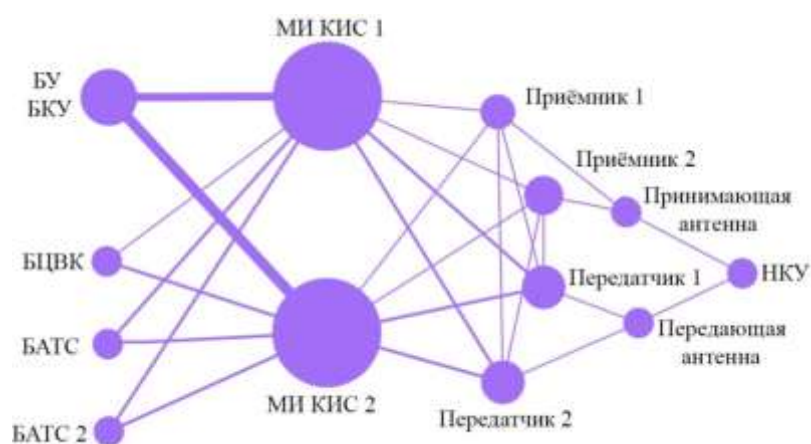 МИ КИС 1
БУ
БКУ
Приёмник 1
Приёмник 2
Принимающая
антенна
БЦВК
Передатчик 1
НКУ
БАТС
Передающая
антенна
МИ КИС 2
Передатчик 2
БАТС 2